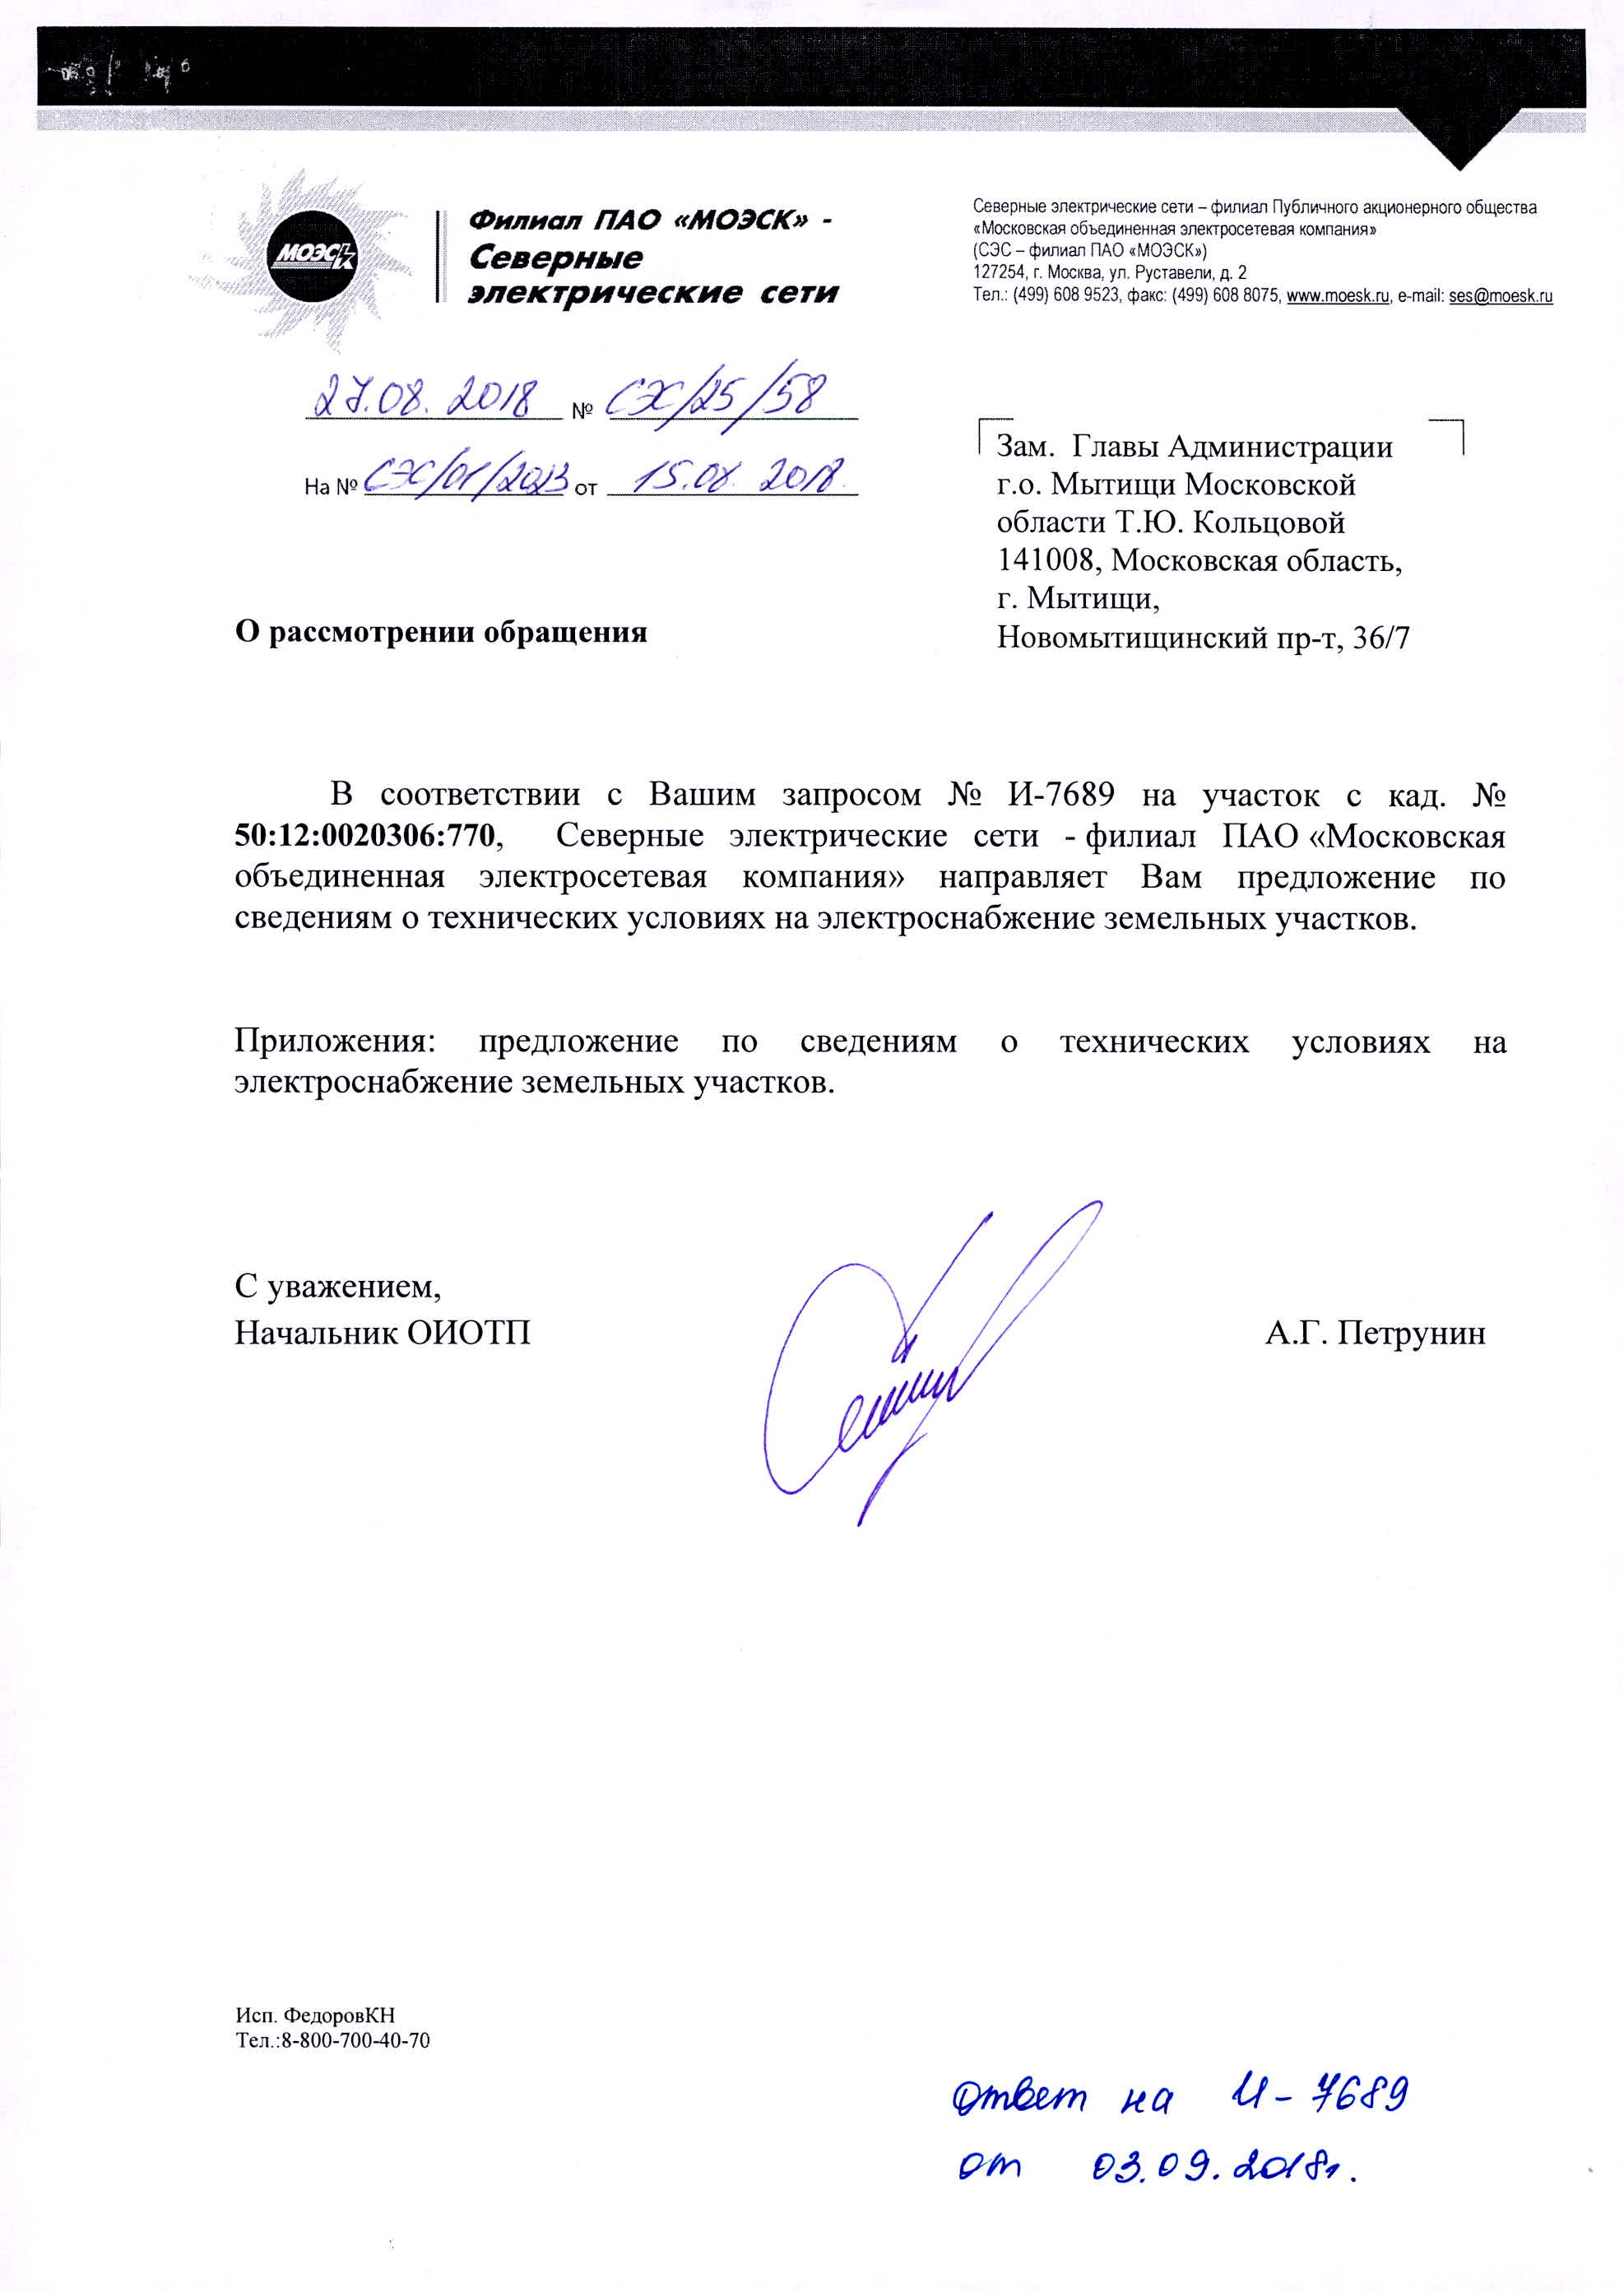 МОЭСК
Филиал ПАО «МОЭСК» -
Северные
электрические сети
Северные электрические сети – филиал Публичного акционерного общества
«Московская объединенная электросетевая компания»
(СЭС – филиал ПАО «МОЭСК»)
127254, г. Москва, ул. Руставели, д. 2
Тел.: (499) 608 9523, факс: (499) 608 8075, www.moesk.ru, e-mail: ses@moesk.ru
27.08.2018 № СЭС/25/58
На № СЭС/01/2023 от 15.08.2018.
Зам. Главы Администрации
г.о. Мытищи Московской
области Т.Ю. Кольцовой
141008, Московская область,
г. Мытищи,
Новомытищинский пр-т, 36/7
О рассмотрении обращения
В соответствии с Вашим запросом № И-7689 на участок с кад. №
50:12:0020306:770, Северные электрические сети - филиал ПАО «Московская
объединенная электросетевая компания» направляет Вам предложение по
сведениям о технических условиях на электроснабжение земельных участков.
Приложения: предложение по сведениям о технических условиях на
электроснабжение земельных участков.
С уважением,
Начальник ОИОТП А.Г. Петрунин
Исп. ФедоровКН
Тел.:8-800-700-40-70
Ответ на И-7689
от 03.09.2018г.